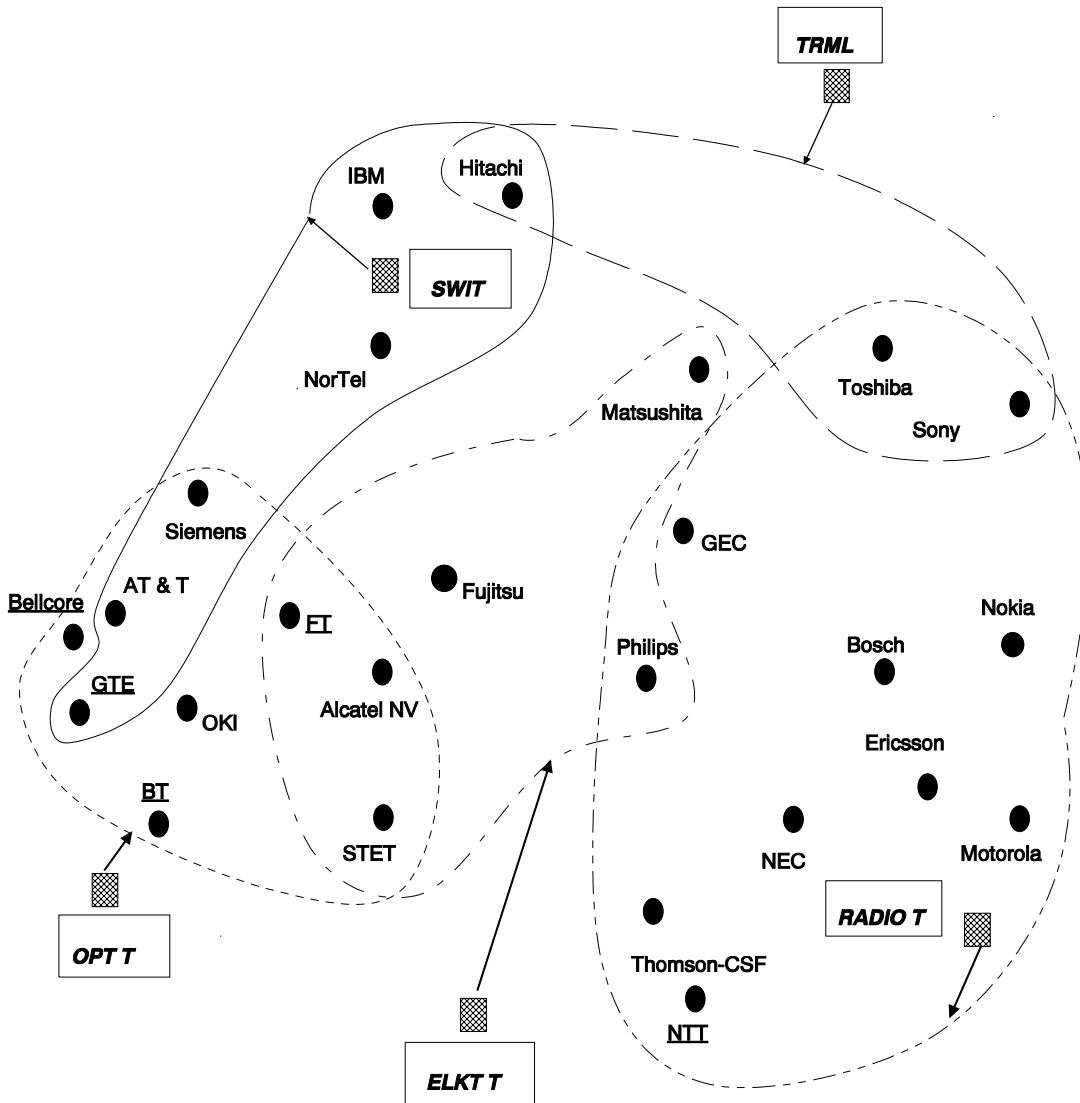 TRML
IBM
Hitachi
SWIT
NorTel
Toshiba
Matsushita
Sony
Siemens
GEC
AT & T
Bellcore
Fujitsu
Nokia
FT
Philips
Bosch
GTE
Alcatel NV
OKI
Ericsson
BT
STET
NEC
Motorola
RADIO T
OPT T
Thomson-CSF
NTT
ELKT T